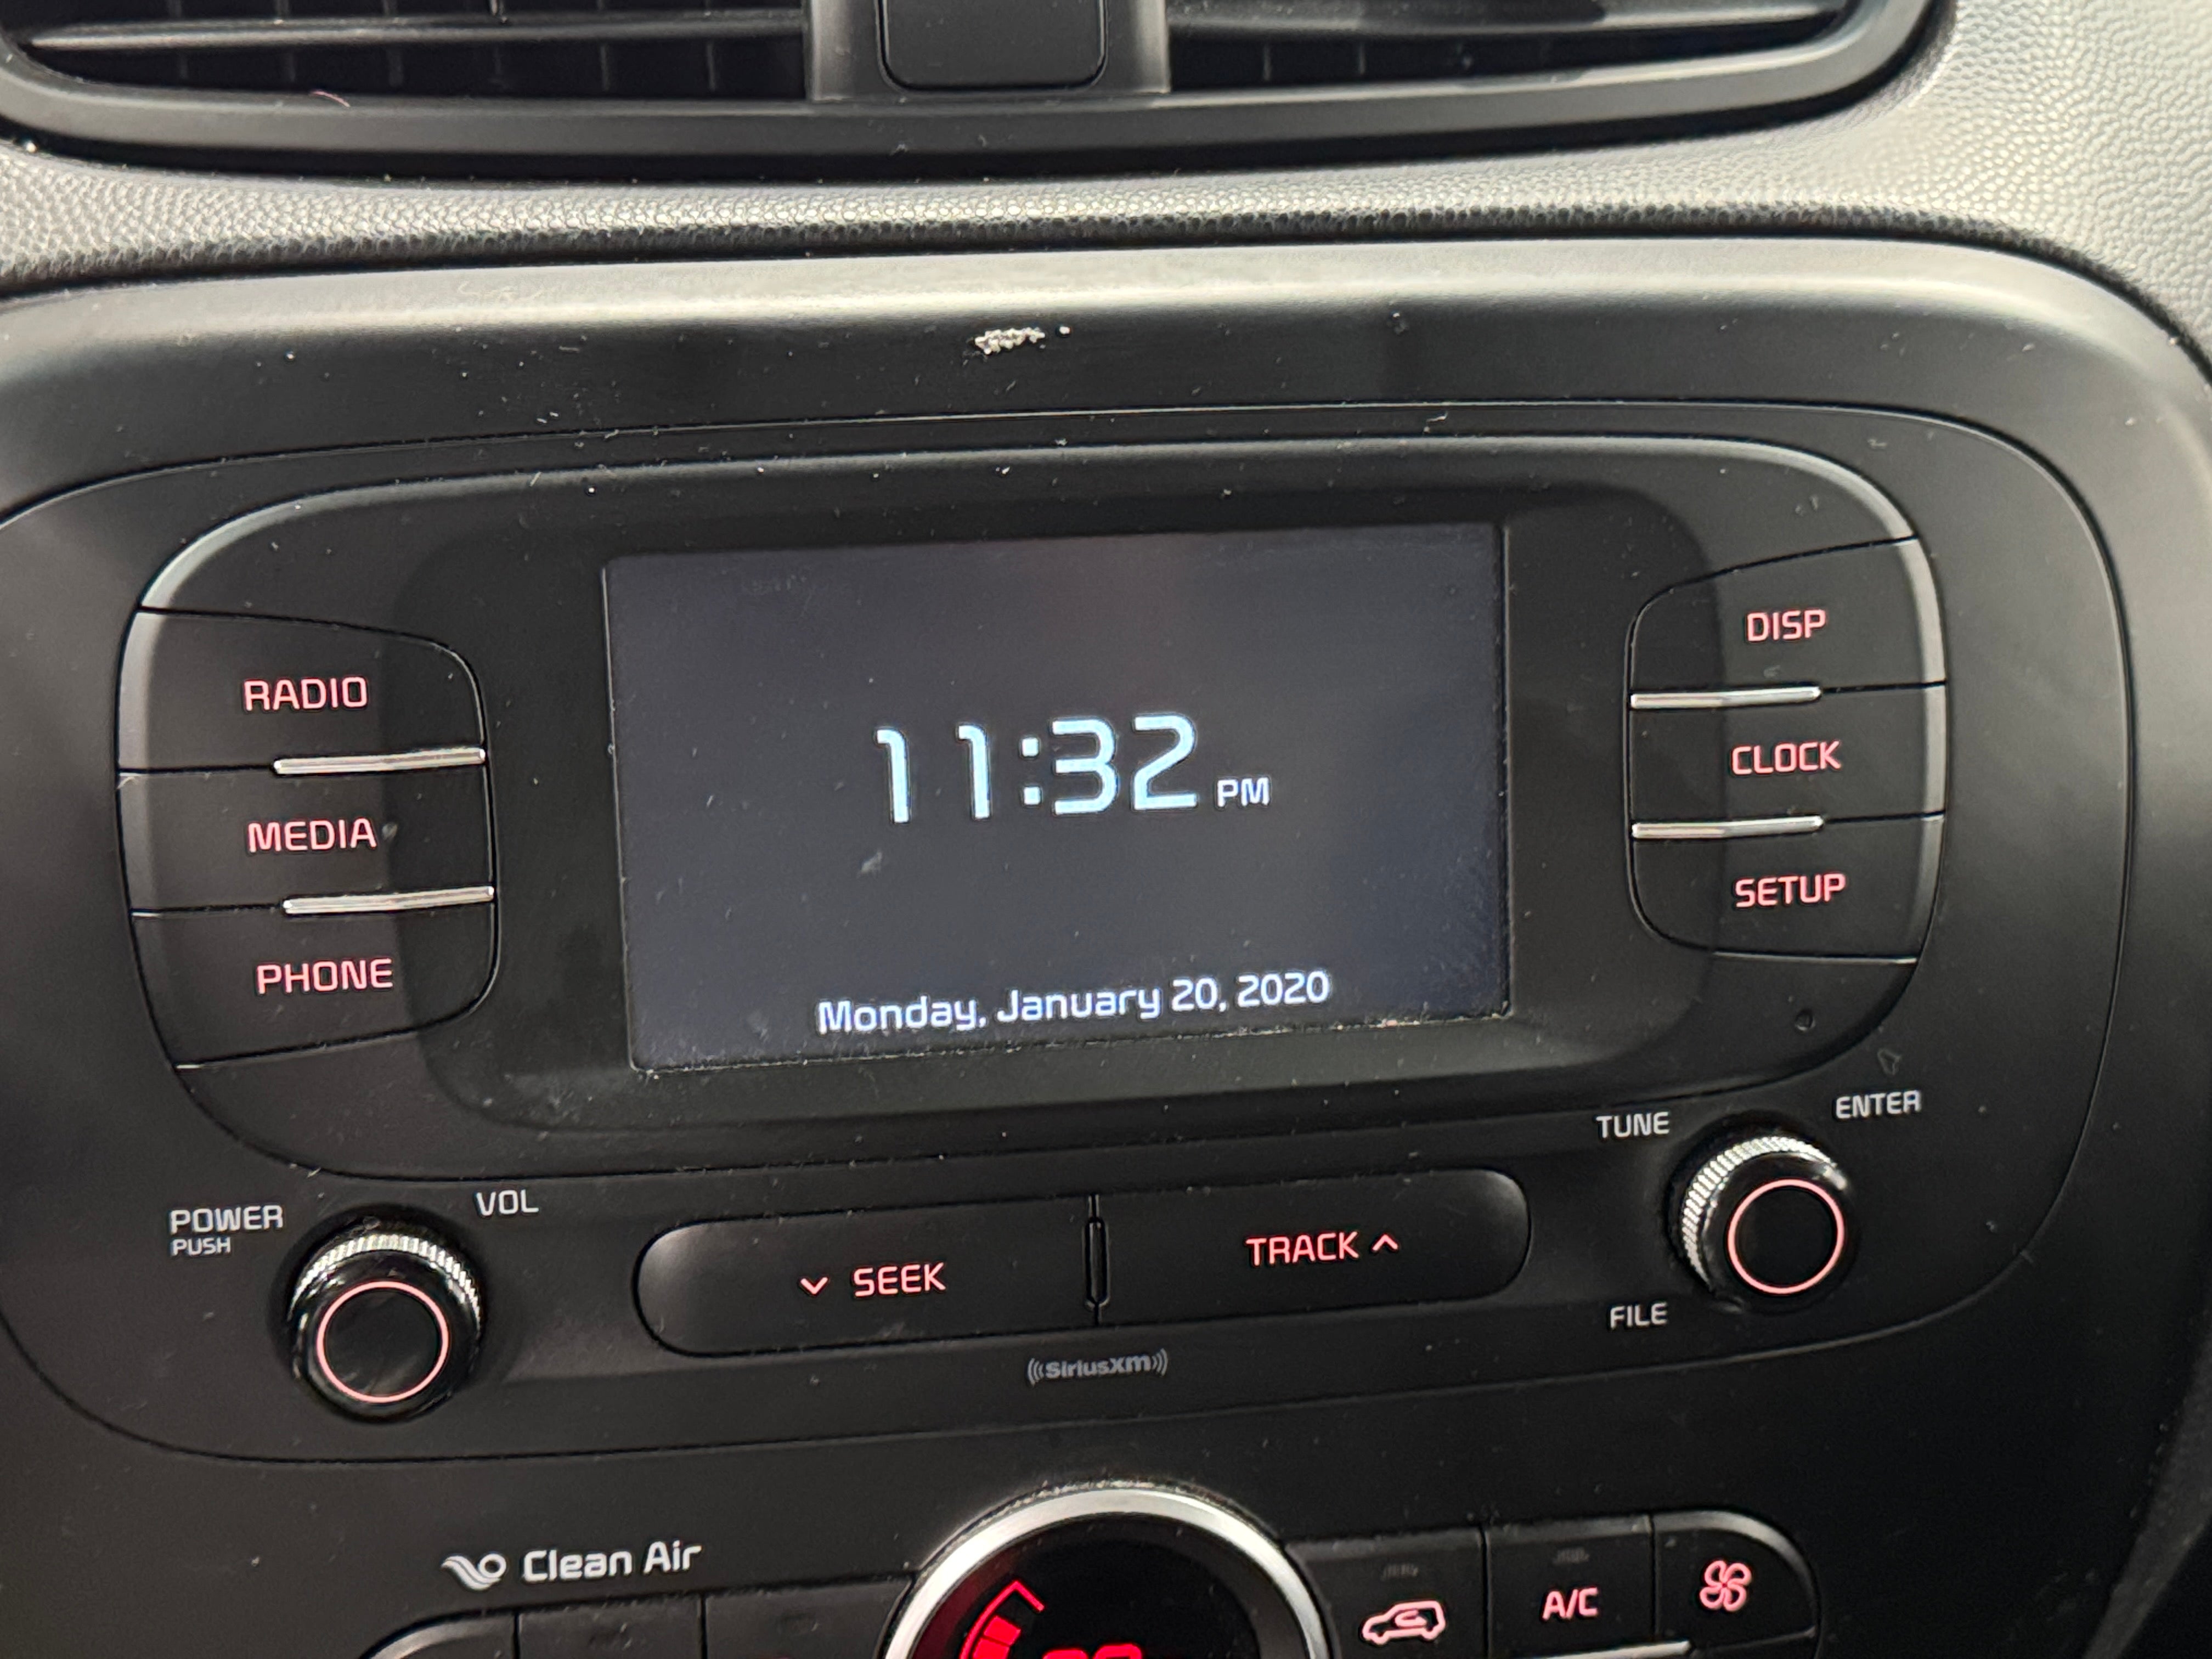 RADIO
MEDIA
PHONE
11:32 PM
Monday, January 20, 2020
DISP
CLOCK
SETUP
POWER
PUSH
VOL
SEEK
TRACK
TUNE
ENTER
FILE
SiriusXM
Clean Air
A/C